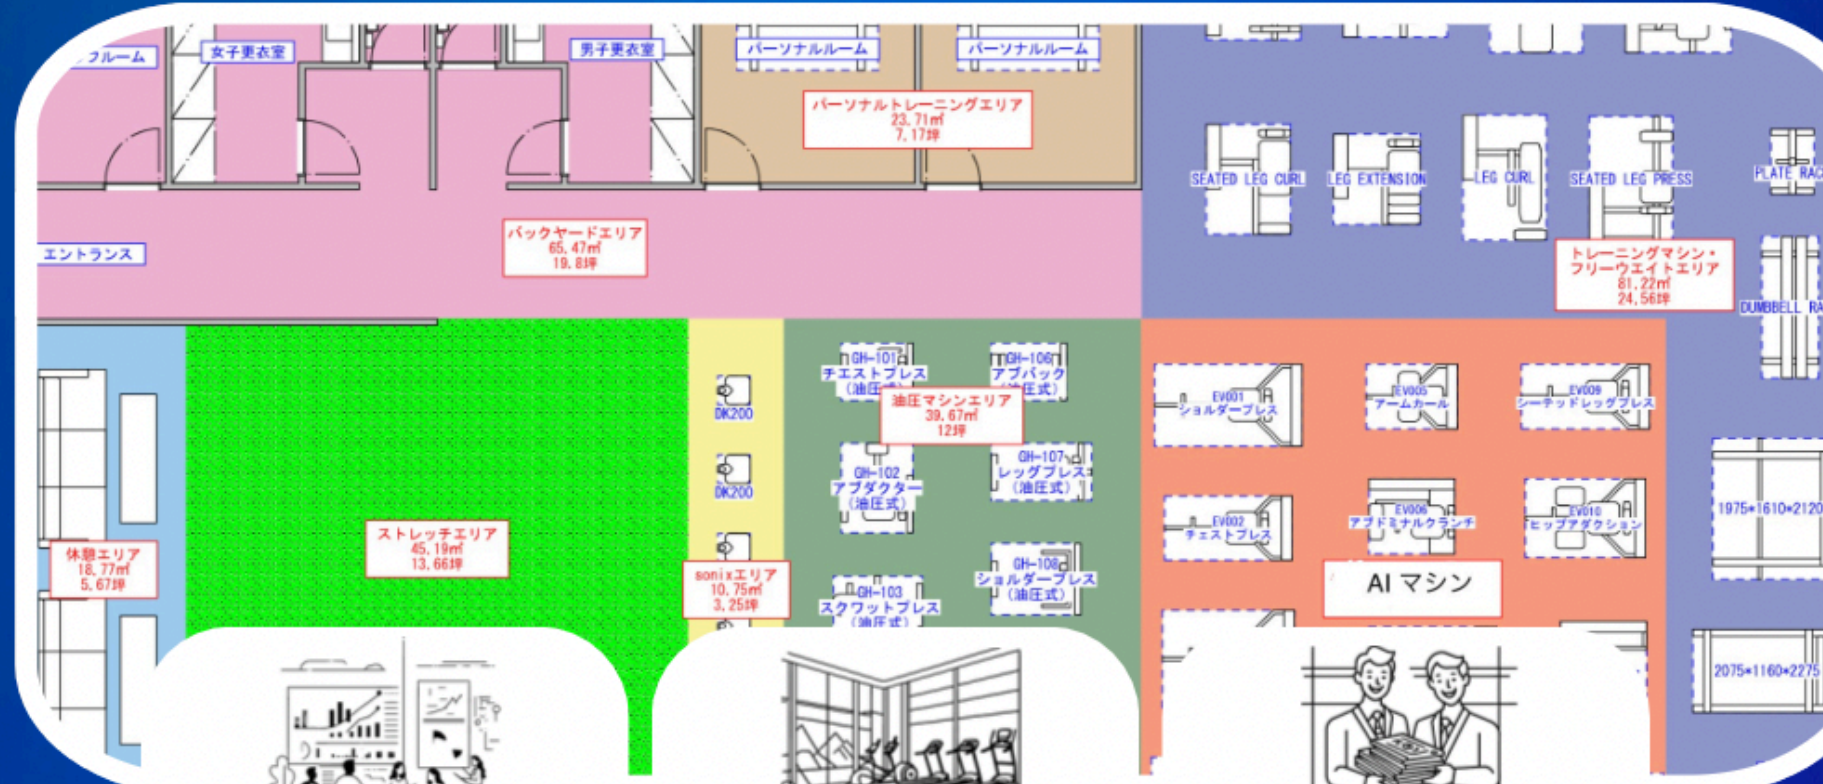 フルーム
女子更衣室
男子更衣室
パーソナルルーム
パーソナルルーム
パーソナルトレーニングエリア
23.71㎡
7.17坪
SEATED LEG CURL
LEG EXTENSION
LEG CURL
SEATED LEG PRESS
PLATE RAC
エントランス
バックヤードエリア
65.47㎡
19.8坪
トレーニングマシン・
フリーウエイトエリア
81.22㎡
24.56坪
DUMBBELL RA
GH-101
チェストプレス
(油圧式)
GH-106
アブバック
油圧マシンエリア
39.67㎡
12坪
DK200
EV001
ショルダープレス
EV005
アームカール
EV009
シーテッドレッグプレス
DK200
GH-102
アブダクター
(油圧式)
GH-107
レッグプレス
(油圧式)
EV002
チェストプレス
EV006
アブドミナルクランチ
EV010
ヒップアダクション
1975*1610*2120
休憩エリア
18.77㎡
5.67坪
ストレッチエリア
45.19㎡
13.66坪
sonixエリア
10.75㎡
3.25坪
GH-103
スクワットプレス
(油圧式)
GH-108
ショルダープレス
(油圧式)
AI マシン
2075*1160*2275